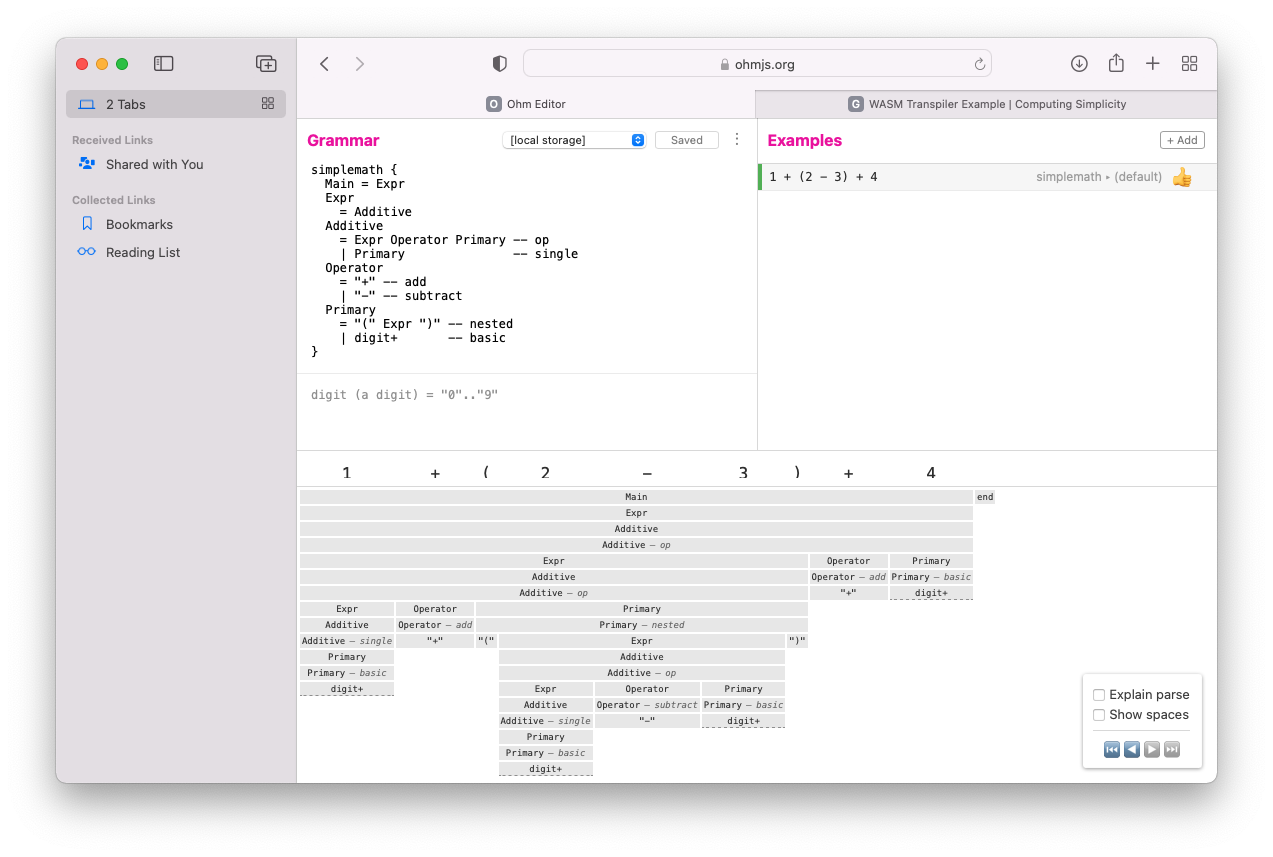 ohmjs.org
2 Tabs
Received Links
Shared with You
Collected Links
Bookmarks
Reading List
O Ohm Editor
G WASM Transpiler Example | Computing Simplicity
Grammar
[local storage]
Saved
simplemath {
  Main = Expr
  Expr
    = Additive
  Additive
    = Expr Operator Primary -- op
    | Primary               -- single
  Operator
    = "+" -- add
    | "-" -- subtract
  Primary
    = "(" Expr ")" -- nested
    | digit+       -- basic
}
digit (a digit) = "0".."9"
Examples
+ Add
1 + (2 - 3) + 4
simplemath ▸ (default)
1 + ( 2 - 3 ) + 4
Main end
Expr
Additive
Additive – op
Expr Operator Primary
Additive Operator – add Primary – basic
Additive – op "+" digit+
Expr Operator Primary
Additive Operator – add Primary – nested
Additive – single "+" "(" Expr ")"
Primary Additive
Primary – basic Additive – op
digit+ Expr Operator Primary
Additive Operator – subtract Primary – basic
Additive – single "-" digit+
Primary
Primary – basic
digit+
Explain parse
Show spaces